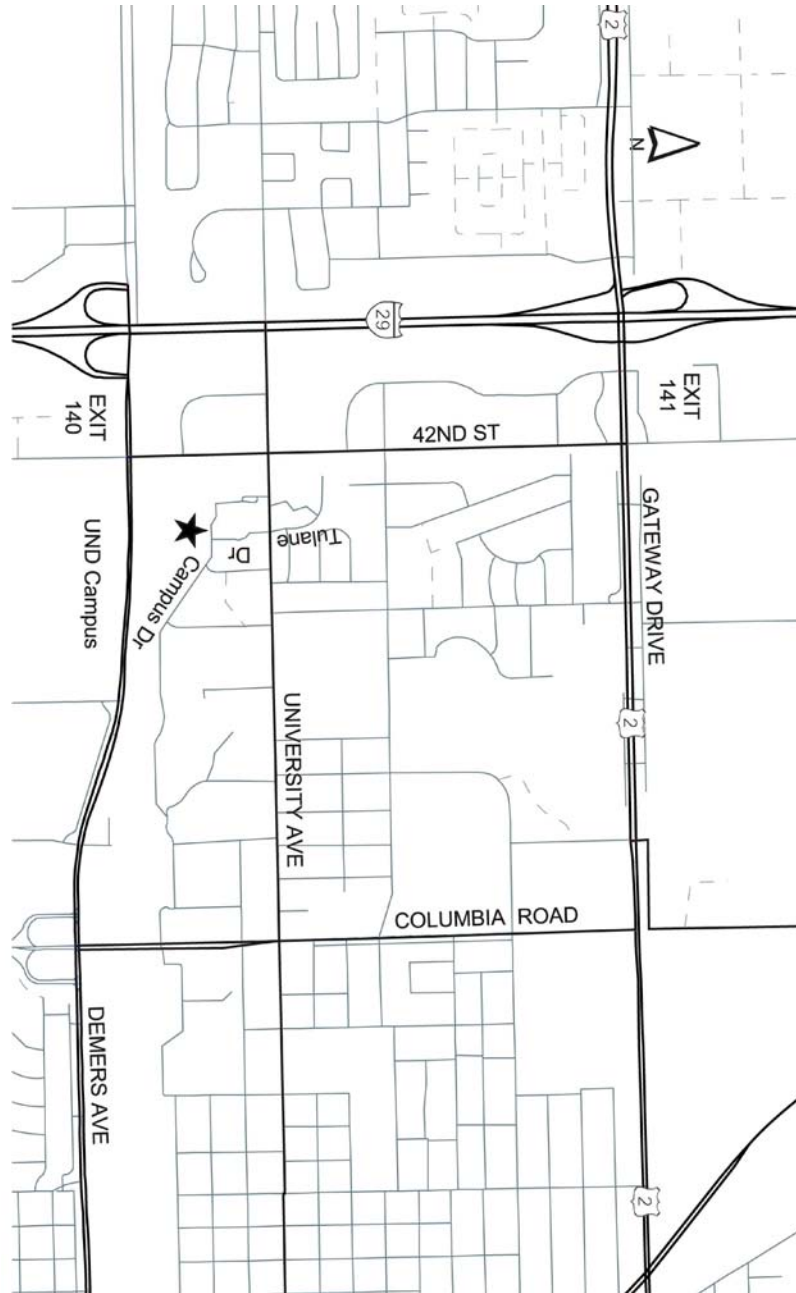 2
N
29
EXIT
140
EXIT
141
42ND ST
UND Campus
Tulane
Dr
Campus Dr
GATEWAY DRIVE
UNIVERSITY AVE
2
COLUMBIA ROAD
DEMERS AVE
2